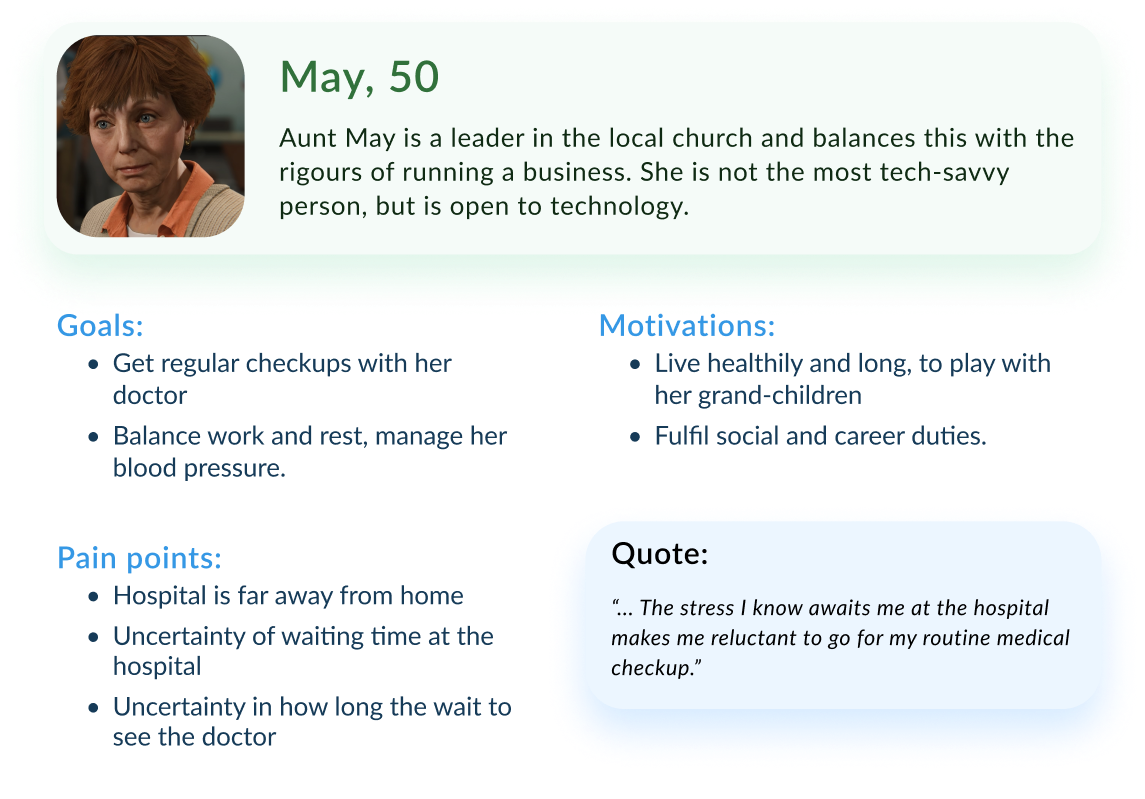 May, 50
Aunt May is a leader in the local church and balances this with the
rigours of running a business. She is not the most tech-savvy
person, but is open to technology.
Goals:
• Get regular checkups with her
doctor
• Balance work and rest, manage her
blood pressure.
Motivations:
• Live healthily and long, to play with
her grand-children
• Fulfil social and career duties.
Pain points:
• Hospital is far away from home
• Uncertainty of waiting time at the
hospital
• Uncertainty in how long the wait to
see the doctor
Quote:
“... The stress I know awaits me at the hospital
makes me reluctant to go for my routine medical
checkup.”